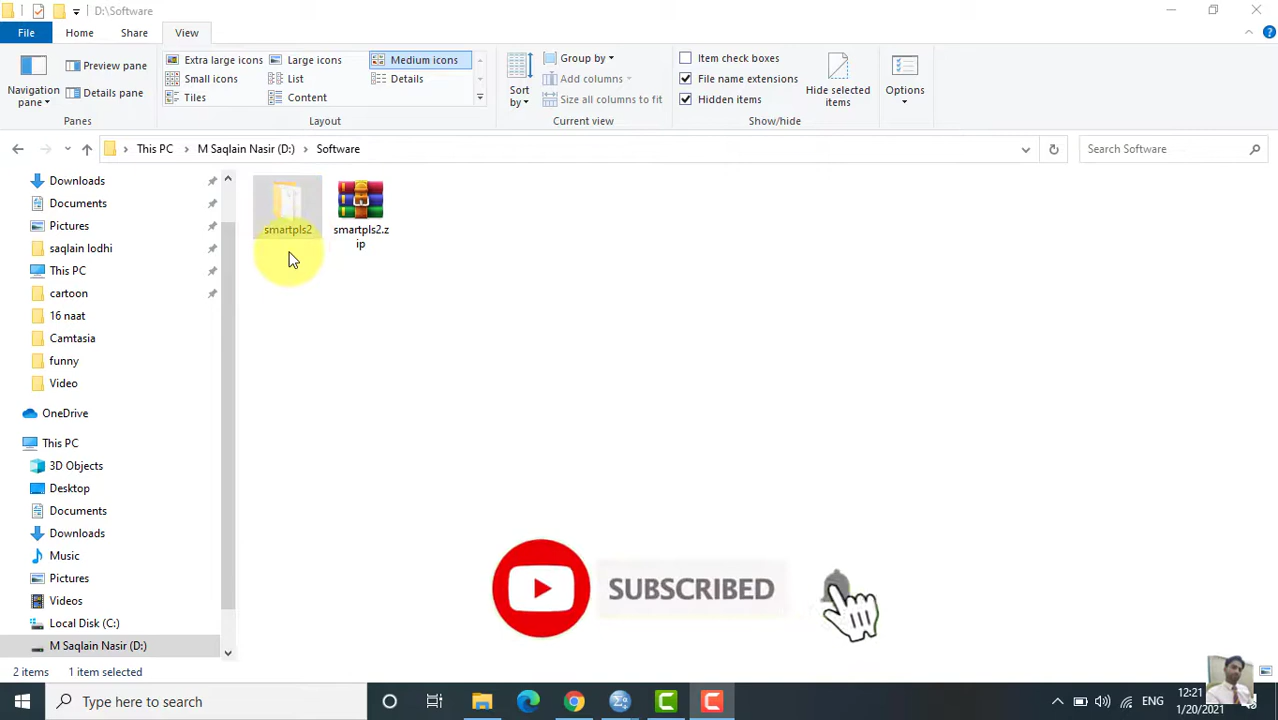 D:\Software
File Home Share View
Preview pane
Details pane
Navigation pane
Panes
Extra large icons Large icons Medium icons
Small icons List Details
Tiles Content
Layout
Sort by
Group by
Add columns
Size all columns to fit
Current view
Item check boxes
File name extensions
Hidden items
Hide selected items
Show/hide
Options
This PC M Saqlain Nasir (D:) Software
Search Software
Downloads
Documents
Pictures
saqlain lodhi
This PC
cartoon
16 naat
Camtasia
funny
Video
OneDrive
This PC
3D Objects
Desktop
Documents
Downloads
Music
Pictures
Videos
Local Disk (C:)
M Saqlain Nasir (D:)
smartpls2
smartpls2.z
ip
SUBSCRIBED
2 items 1 item selected
Type here to search
ENG
12:21
1/20/2021